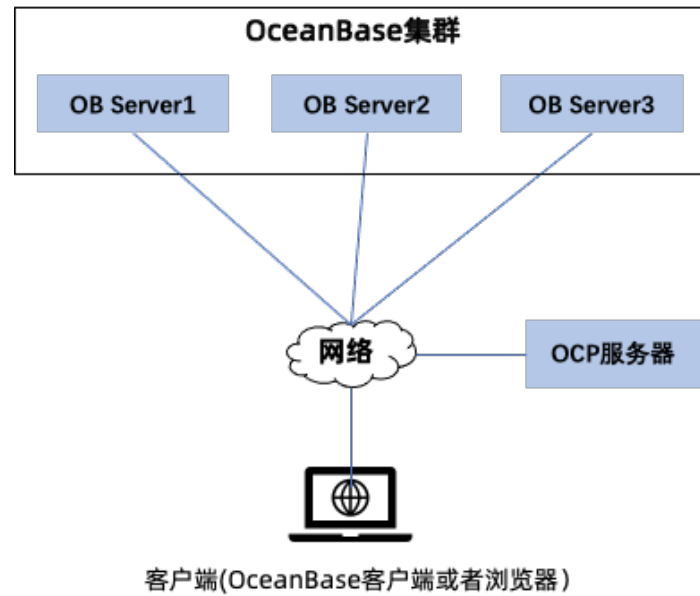 OceanBase集群
OB Server1
OB Server2
OB Server3
网络
OCP服务器
客户端(OceanBase客户端或者浏览器）